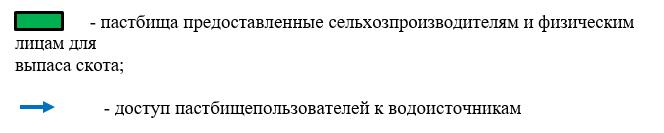 - пастбища предоставленные сельхозпроизводителям и физическим
лицам для
выпаса скота;
- доступ пастбищепользователей к водоисточникам